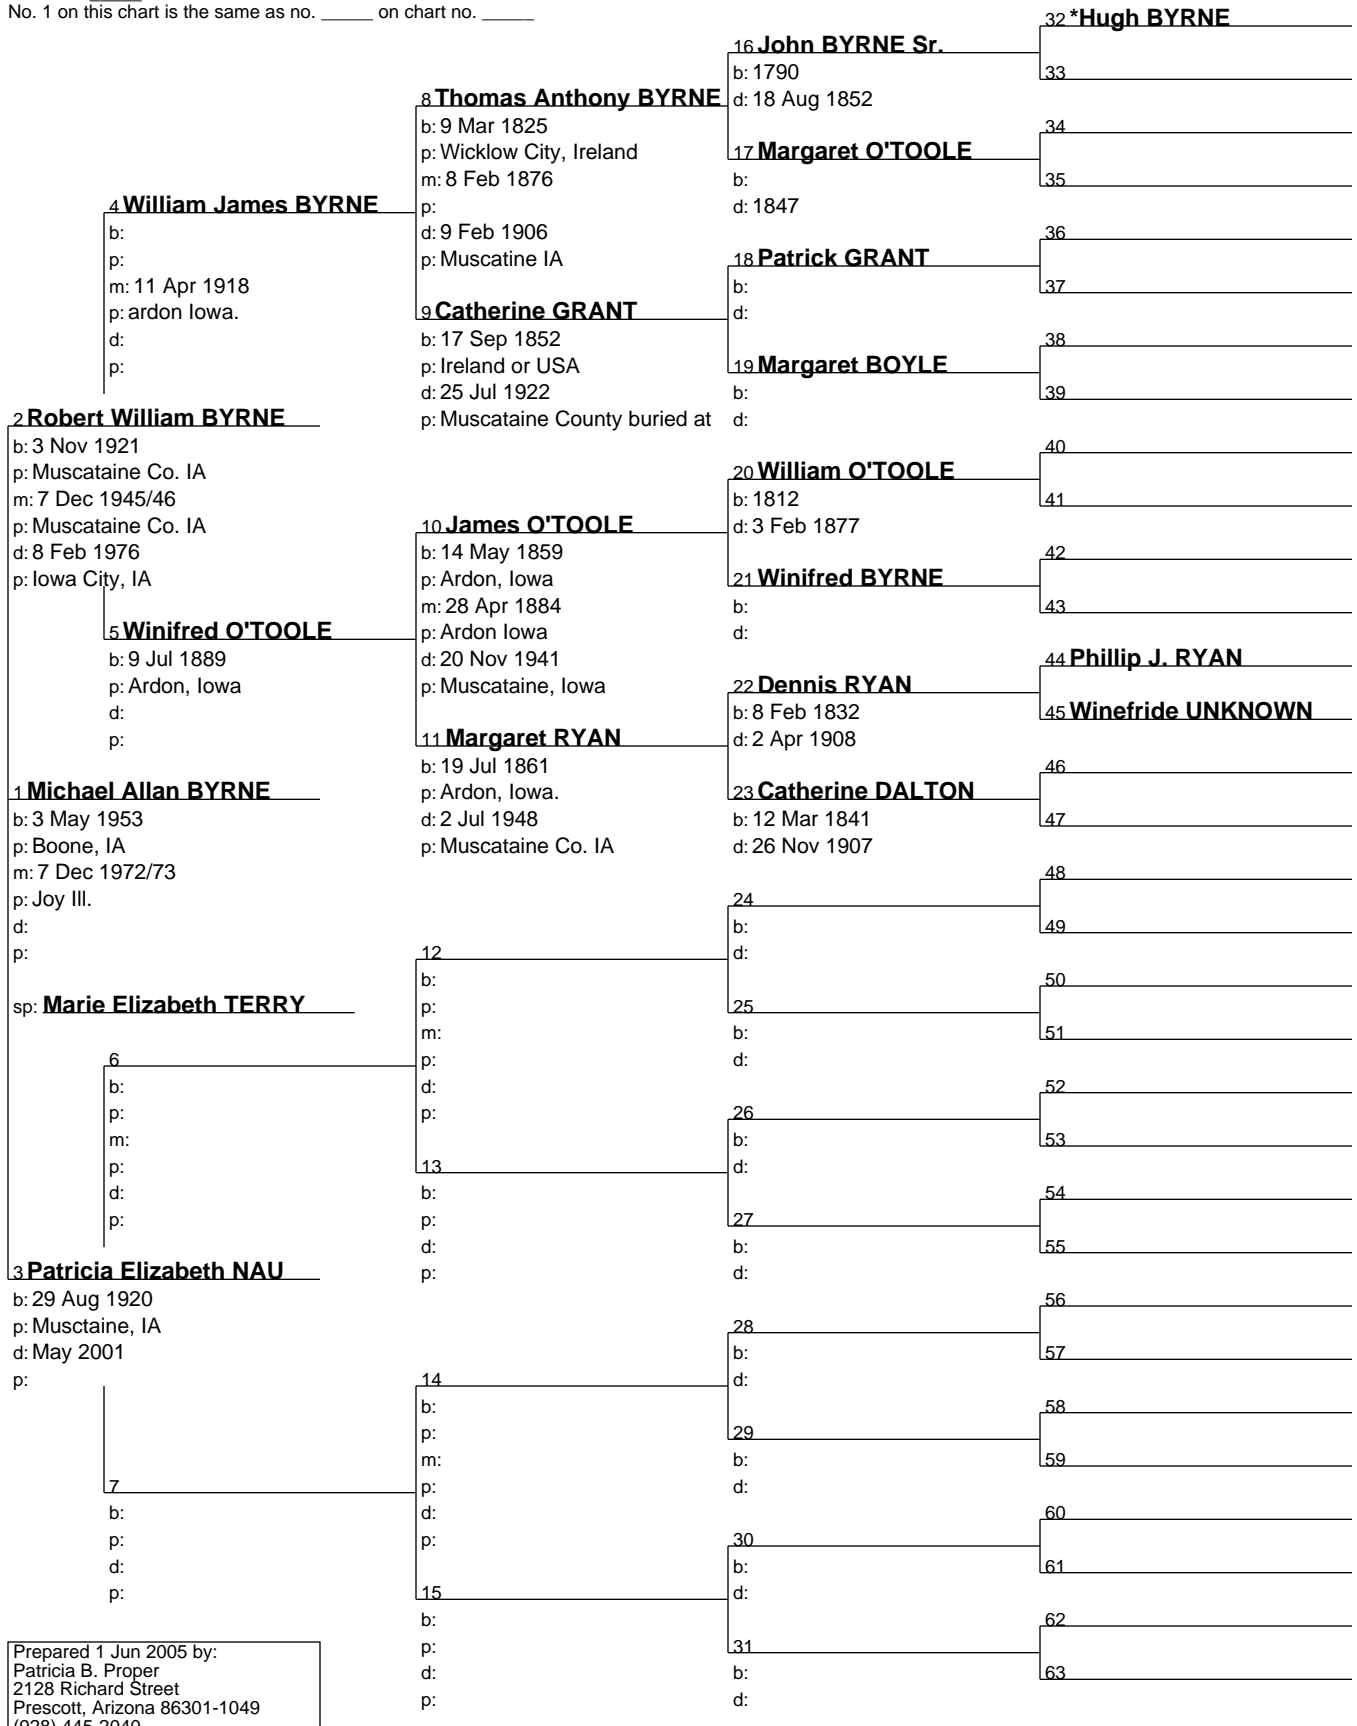 No. 1 on this chart is the same as no. _____ on chart no. _____
32 *Hugh BYRNE
16 John BYRNE Sr.
b: 1790
d: 18 Aug 1852
33
8 Thomas Anthony BYRNE
b: 9 Mar 1825
p: Wicklow City, Ireland
m: 8 Feb 1876
p:
d: 9 Feb 1906
p: Muscatine IA
34
17 Margaret O'TOOLE
b:
d: 1847
35
4 William James BYRNE
b:
p:
m: 11 Apr 1918
p: ardon Iowa.
d:
p:
36
18 Patrick GRANT
b:
d:
37
9 Catherine GRANT
b: 17 Sep 1852
p: Ireland or USA
d: 25 Jul 1922
p: Muscataine County buried at
38
19 Margaret BOYLE
b:
d:
39
2 Robert William BYRNE
b: 3 Nov 1921
p: Muscataine Co. IA
m: 7 Dec 1945/46
p: Muscataine Co. IA
d: 8 Feb 1976
p: Iowa City, IA
40
20 William O'TOOLE
b: 1812
d: 3 Feb 1877
41
10 James O'TOOLE
b: 14 May 1859
p: Ardon, Iowa
m: 28 Apr 1884
p: Ardon Iowa
d: 20 Nov 1941
p: Muscataine, Iowa
42
21 Winifred BYRNE
b:
d:
43
5 Winifred O'TOOLE
b: 9 Jul 1889
p: Ardon, Iowa
d:
p:
44 Phillip J. RYAN
22 Dennis RYAN
b: 8 Feb 1832
d: 2 Apr 1908
45 Winefride UNKNOWN
11 Margaret RYAN
b: 19 Jul 1861
p: Ardon, Iowa.
d: 2 Jul 1948
p: Muscataine Co. IA
46
23 Catherine DALTON
b: 12 Mar 1841
d: 26 Nov 1907
47
1 Michael Allan BYRNE
b: 3 May 1953
p: Boone, IA
m: 7 Dec 1972/73
p: Joy Ill.
d:
p:
sp: Marie Elizabeth TERRY
48
24
b:
d:
49
12
b:
p:
m:
p:
d:
p:
50
25
b:
d:
51
6
b:
p:
m:
p:
d:
p:
52
26
b:
d:
53
13
b:
p:
d:
p:
54
27
b:
d:
55
3 Patricia Elizabeth NAU
b: 29 Aug 1920
p: Musctaine, IA
d: May 2001
p:
56
28
b:
d:
57
14
b:
p:
m:
p:
d:
p:
58
29
b:
d:
59
7
b:
p:
d:
p:
60
30
b:
d:
61
15
b:
p:
d:
p:
62
31
b:
d:
63
Prepared 1 Jun 2005 by:
Patricia B. Proper
2128 Richard Street
Prescott, Arizona 86301-1049
(928) 445-2040